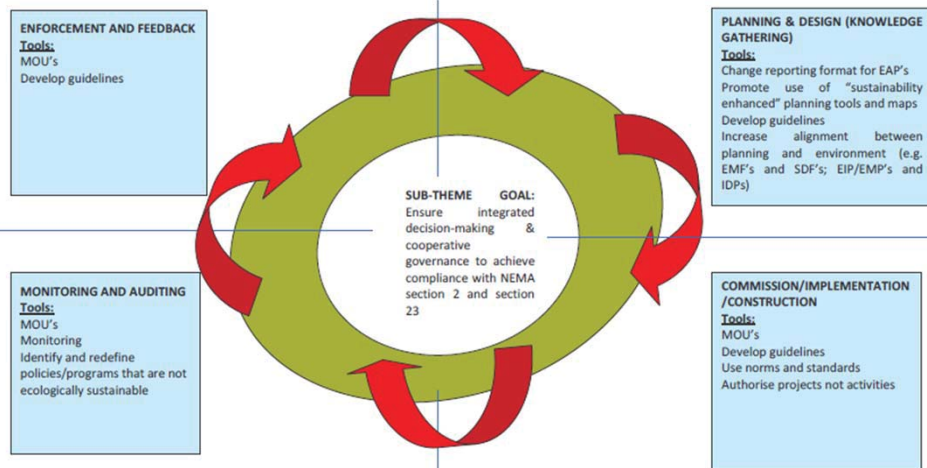 ENFORCEMENT AND FEEDBACK
Tools:
MOU's
Develop guidelines
PLANNING & DESIGN (KNOWLEDGE
GATHERING)
Tools:
Change reporting format for EAP's
Promote use of "sustainability
enhanced" planning tools and maps
Develop guidelines
Increase alignment between
planning and environment (e.g.
EMF's and SDF's; EIP/EMP's and
IDPs)
SUB-THEME GOAL:
Ensure integrated
decision-making &
cooperative
governance to achieve
compliance with NEMA
section 2 and section
23
MONITORING AND AUDITING
Tools:
MOU's
Monitoring
Identify and redefine
policies/programs that are not
ecologically sustainable
COMMISSION/IMPLEMENTATION
/CONSTRUCTION
Tools:
MOU's
Develop guidelines
Use norms and standards
Authorise projects not activities